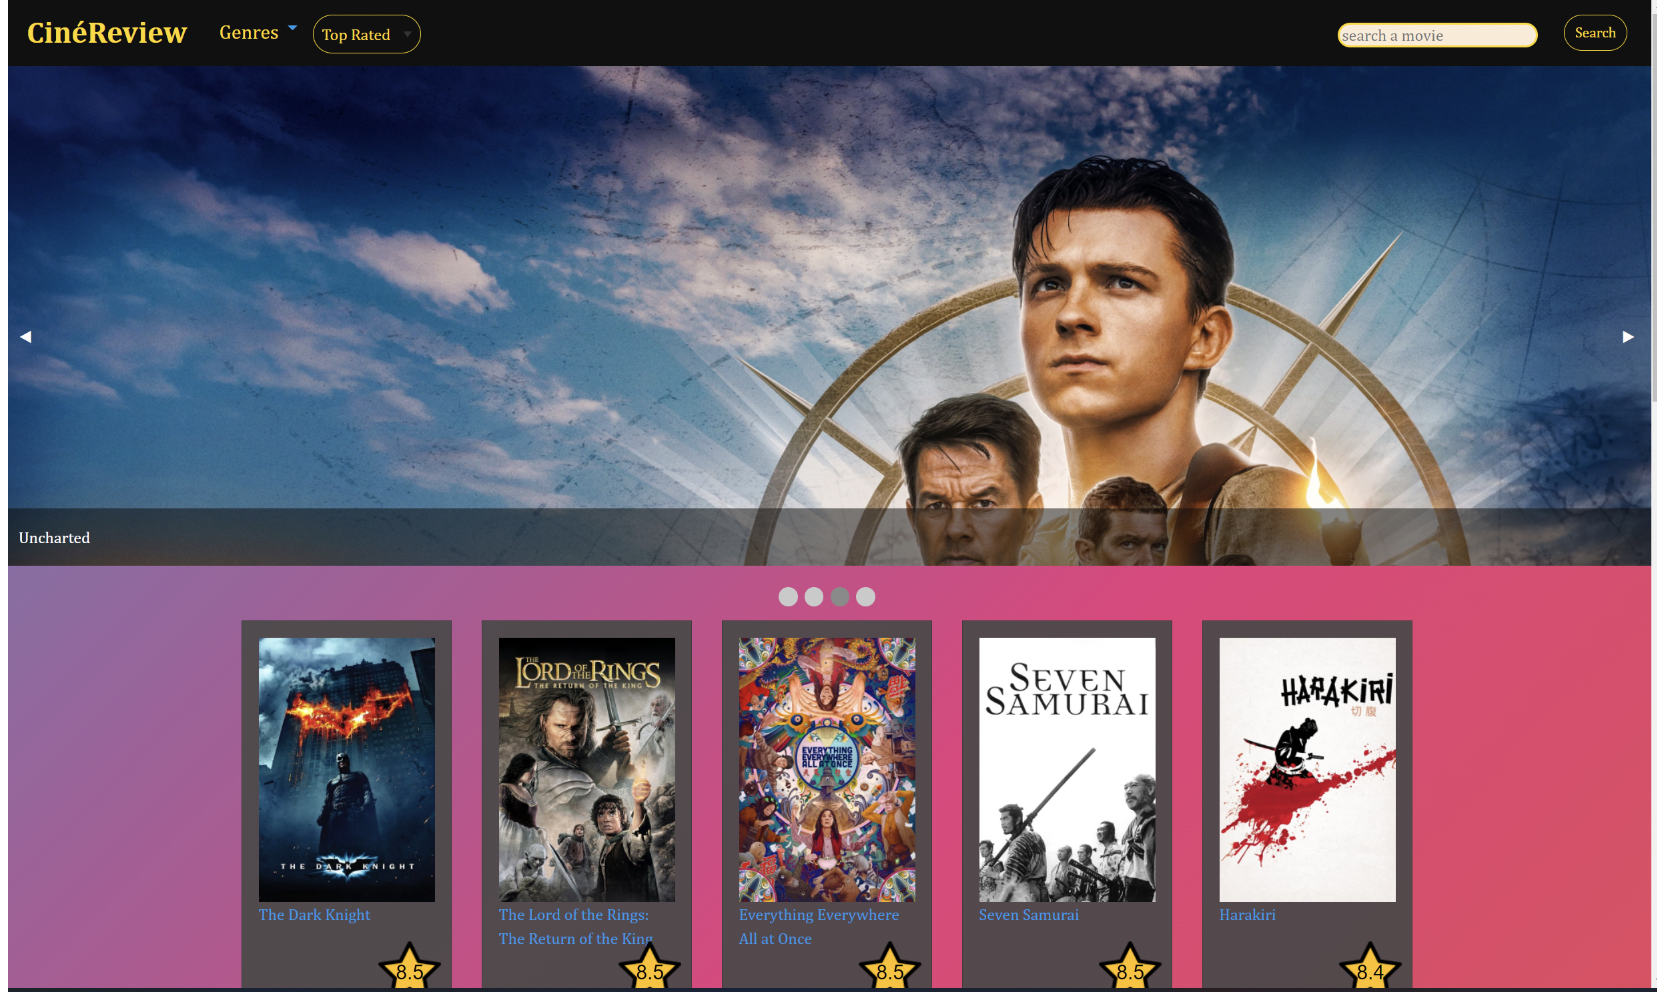 CinéReview
Genres
Top Rated
search a movie
Search
Uncharted
THE DARK KNIGHT
THE
LORD OF THE RINGS
THE RETURN OF THE KING
EVERYTHING
EVERYWHERE
ALL AT ONCE
SEVEN
SAMURAI
HARAKIRI
切腹
The Dark Knight
The Lord of the Rings:
The Return of the King
Everything Everywhere
All at Once
Seven Samurai
Harakiri
8.5
8.5
8.5
8.5
8.4